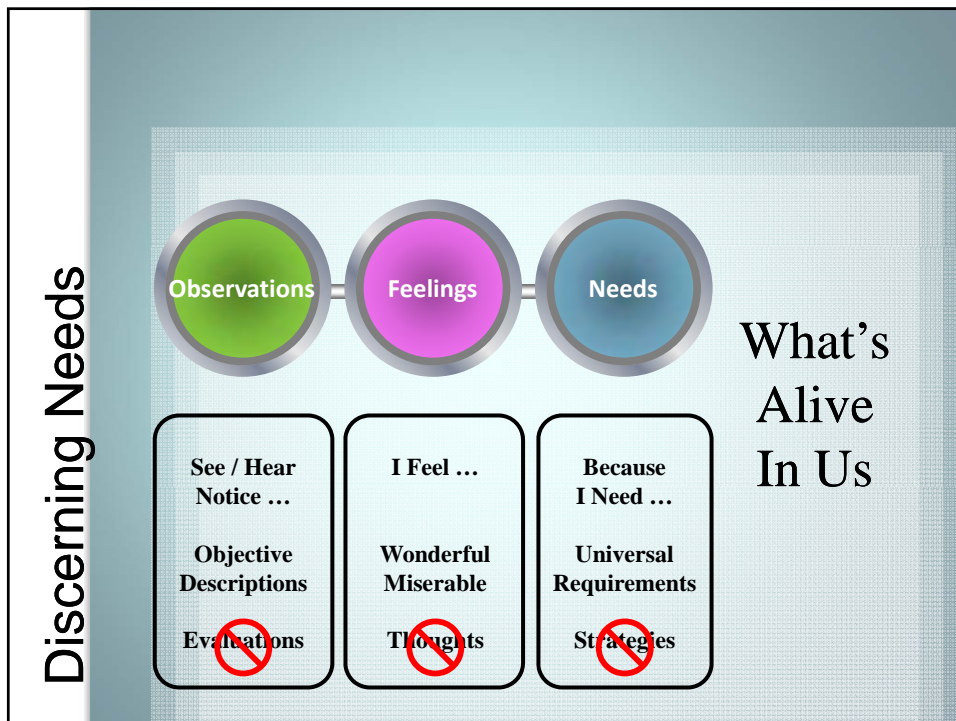 Discerning Needs
Observations
Feelings
Needs
See / Hear
Notice …
Objective
Descriptions
Evaluations
I Feel …
Wonderful
Miserable
Thoughts
Because
I Need …
Universal
Requirements
Strategies
What’s
Alive
In Us